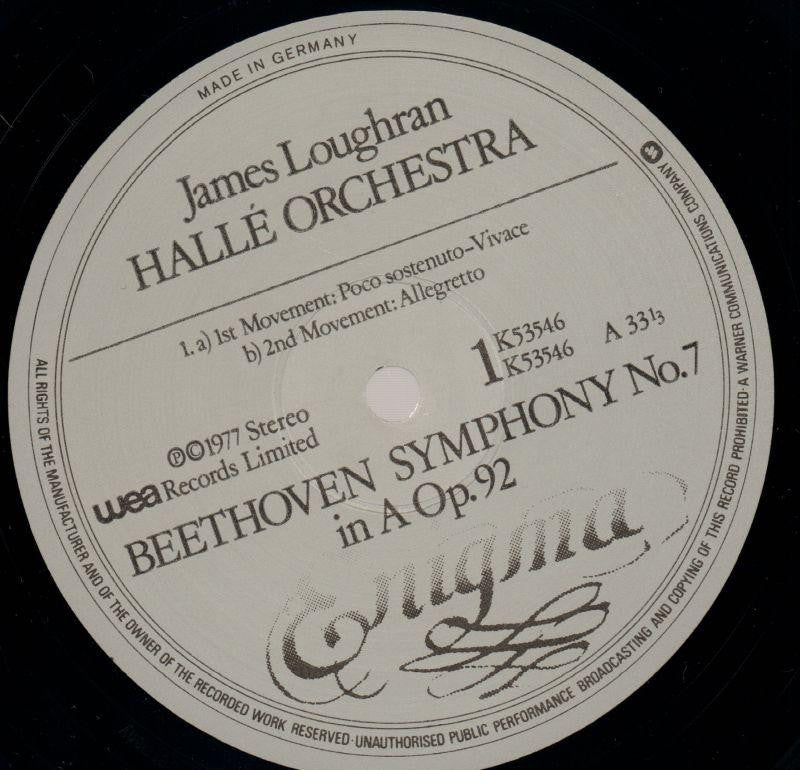 MADE IN GERMANY
James Loughran
HALLÉ ORCHESTRA
1. a) 1st Movement: Poco sostenuto-Vivace
b) 2nd Movement: Allegretto
1 K53546
K53546 A 33⅓
Ⓟ©1977 Stereo
wea Records Limited
BEETHOVEN SYMPHONY No.7
in A Op.92
Enigma
ALL RIGHTS OF THE MANUFACTURER AND OF THE OWNER OF THE RECORDED WORK RESERVED·UNAUTHORISED PUBLIC PERFORMANCE BROADCASTING AND COPYING OF THIS RECORD PROHIBITED·A WARNER COMMUNICATIONS COMPANY